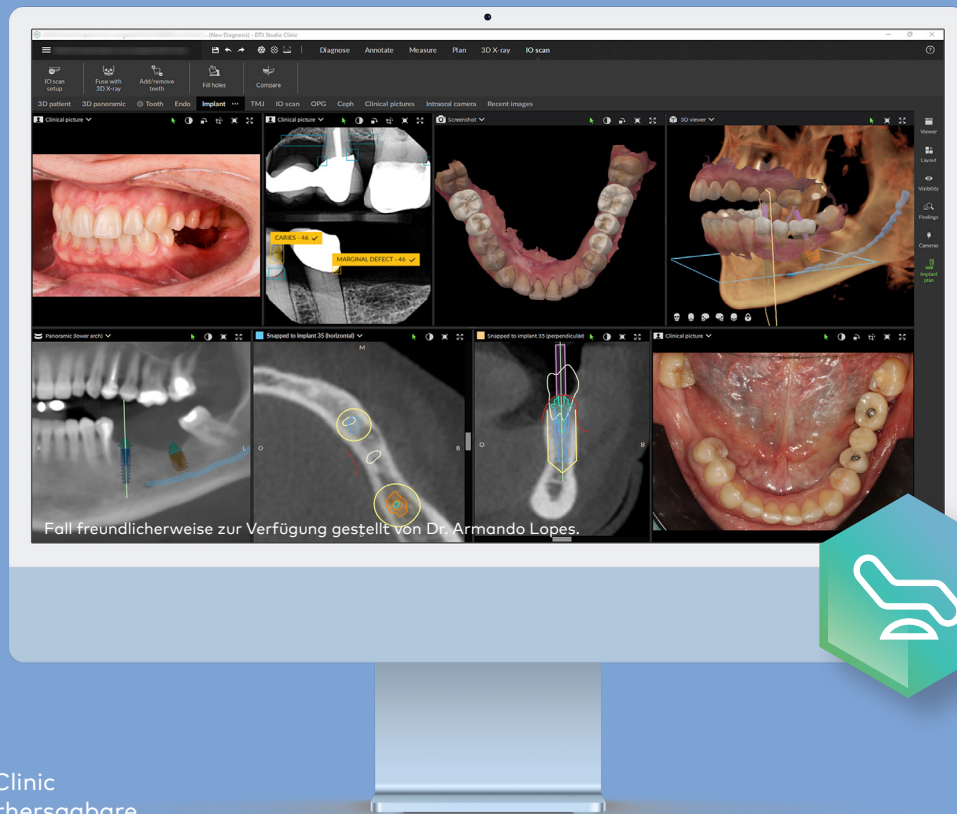 ... (New Diagnosis) - DTX Studio Clinic
Diagnose Annotate Measure Plan 3D X-ray IO scan
IO scan setup
Fuse with 3D X-ray
Add/remove teeth
Fill holes
Compare
3D patient 3D panoramic Tooth Endo Implant ••• TMJ IO scan OPG Ceph Clinical pictures Intraoral camera Recent images
Clinical picture
Clinical picture
Screenshot
3D viewer
Viewer
Layout
Visibility
Findings
Cameras
Implant plan
CARIES - 46
MARGINAL DEFECT - 46
Panoramic (lower arch)
Snapped to implant 35 (horizontal)
Snapped to implant 35 (perpendicular
Clinical picture
R
L
M
O
B
O
B
Fall freundlicherweise zur Verfügung gestellt von Dr. Armando Lopes.
Clinic